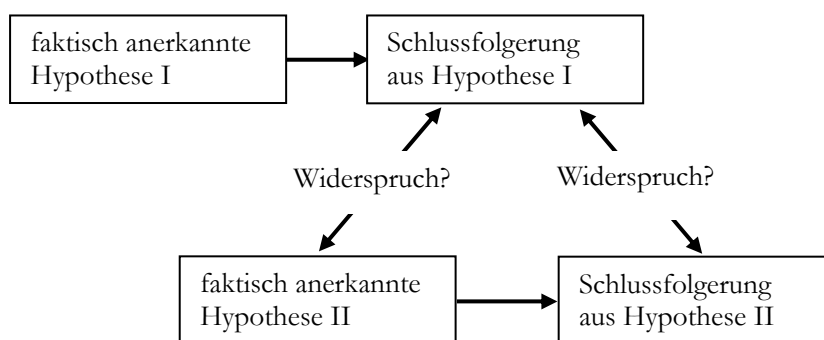 faktisch anerkannte
Hypothese I
Schlussfolgerung
aus Hypothese I
Widerspruch?
Widerspruch?
faktisch anerkannte
Hypothese II
Schlussfolgerung
aus Hypothese II